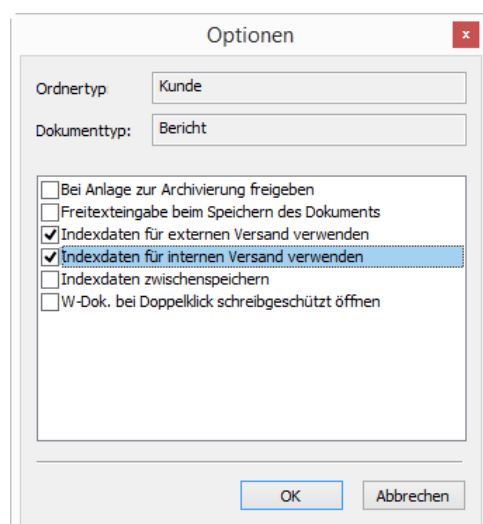 Optionen
x
Ordnertyp
Kunde
Dokumenttyp:
Bericht
Bei Anlage zur Archivierung freigeben
Freitexteingabe beim Speichern des Dokuments
Indexdaten für externen Versand verwenden
Indexdaten für internen Versand verwenden
Indexdaten zwischenspeichern
W-Dok. bei Doppelklick schreibgeschützt öffnen
OK
Abbrechen